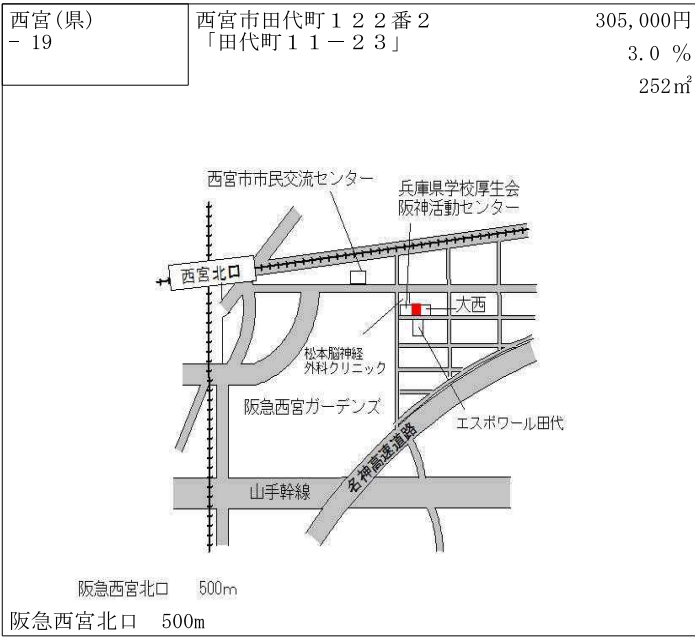 西宮(県)
- 19
西宮市田代町１２２番２
「田代町１１－２３」
305,000円
3.0 %
252㎡
西宮市市民交流センター
兵庫県学校厚生会
阪神活動センター
西宮北口
大西
松本脳神経
外科クリニック
阪急西宮ガーデンズ
エスポワール田代
名神高速道路
山手幹線
阪急西宮北口 500m
阪急西宮北口 500m